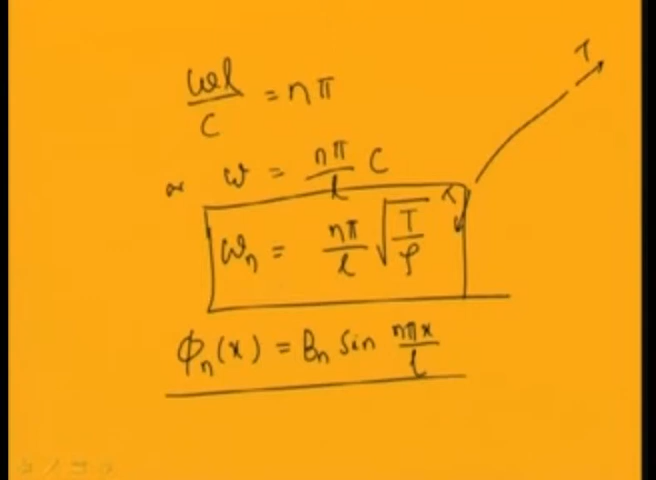 ωl/C = nπ
or ω = nπ/l C
ωₙ = nπ/l √(T/ρ)
ϕₙ(x) = Bₙ sin nπx/l
T
T